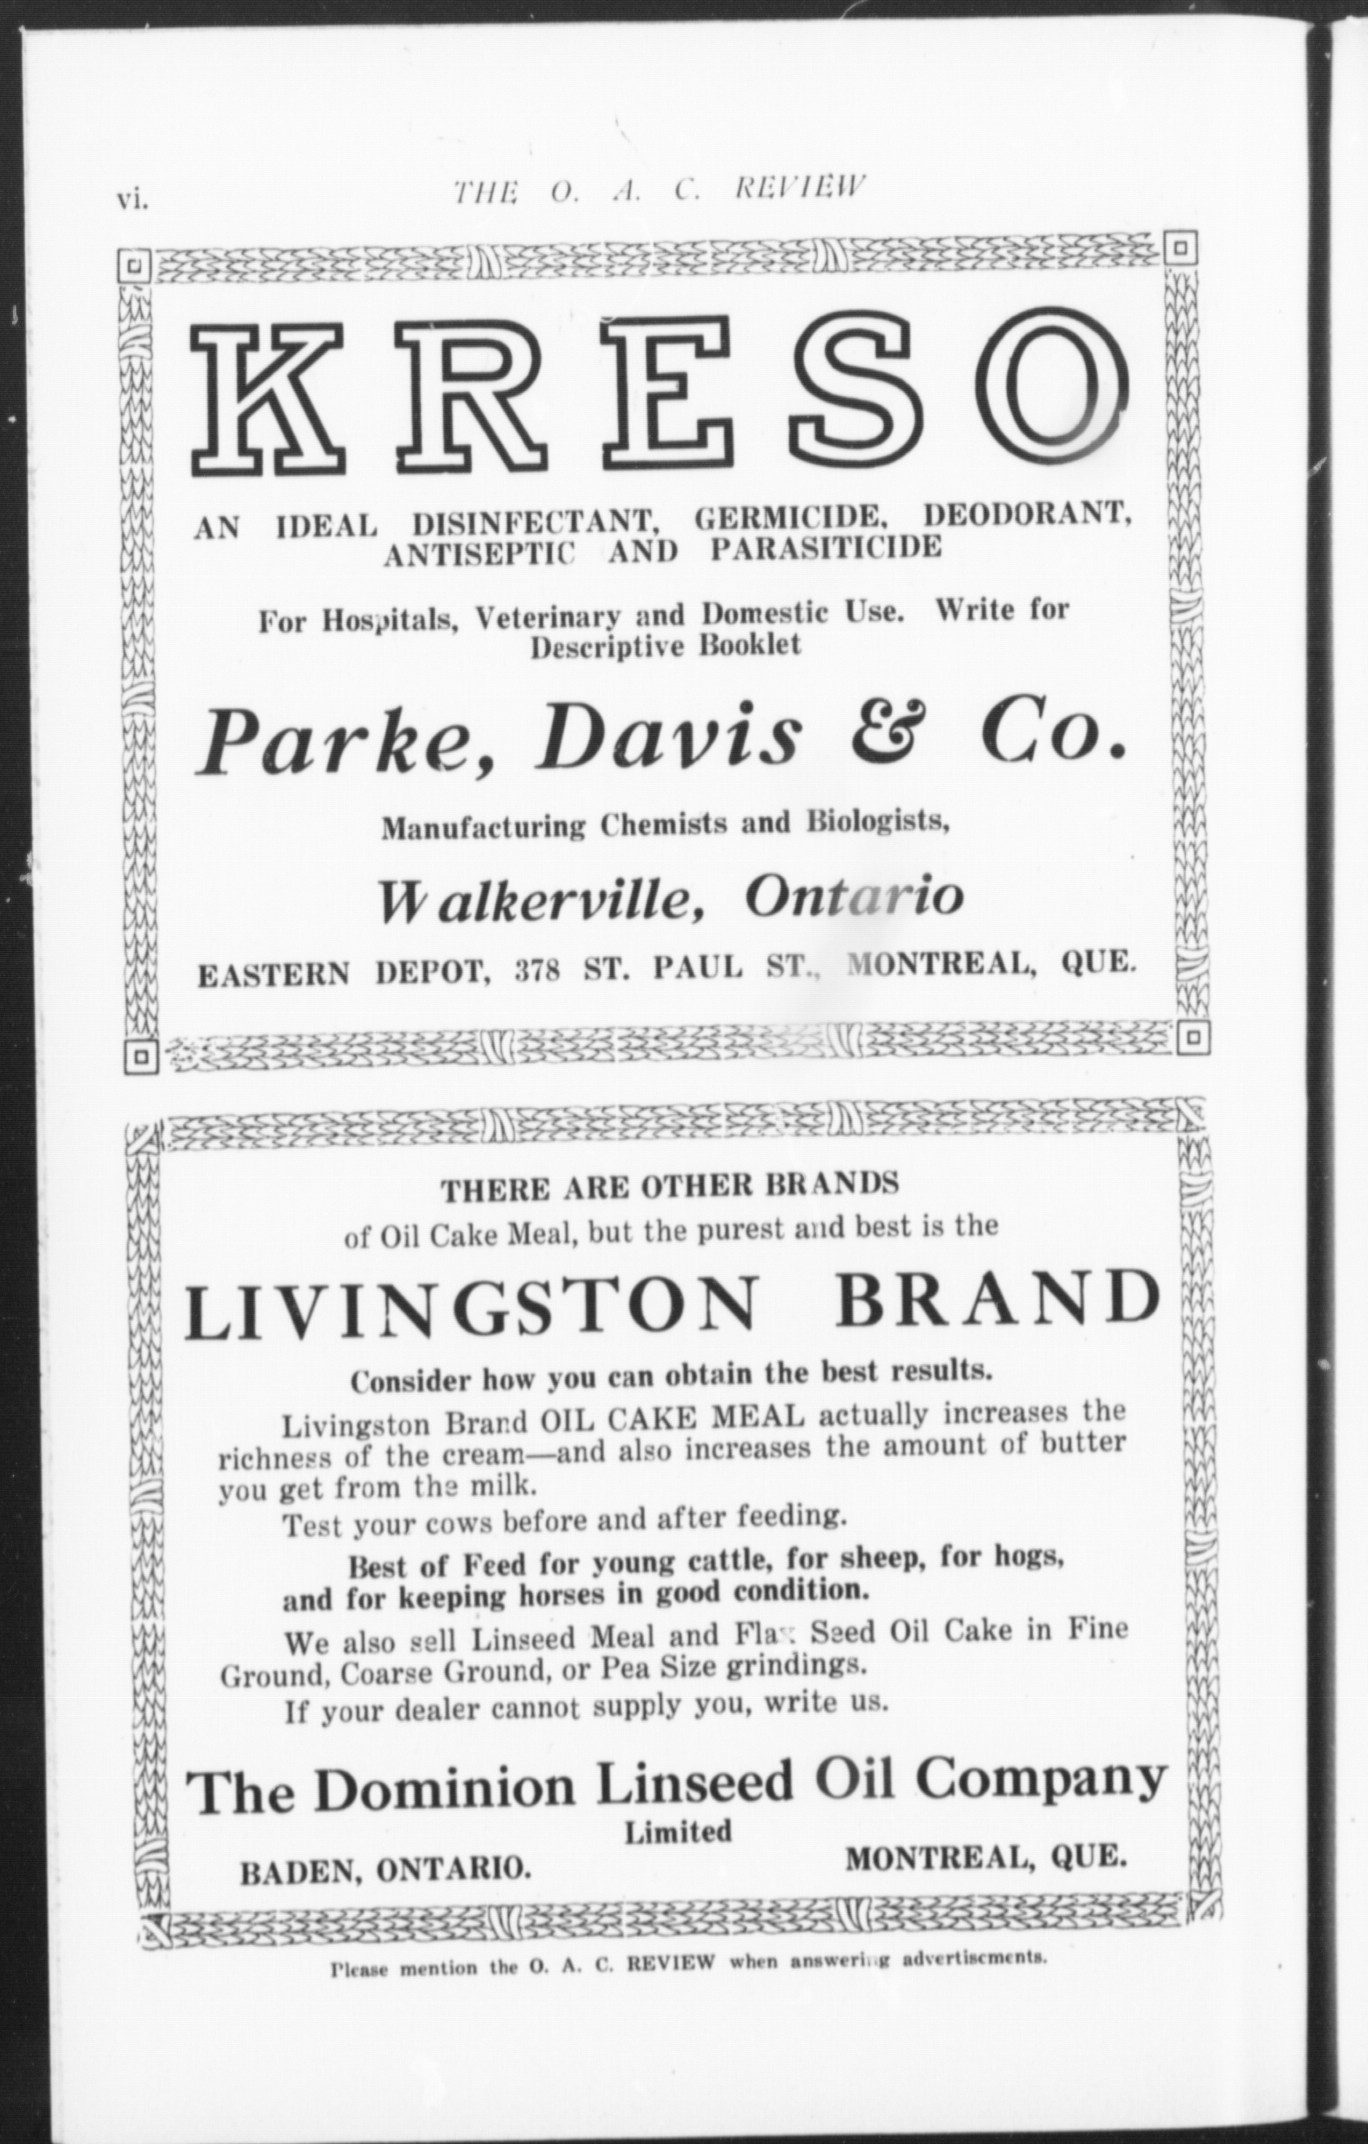 vi.
THE O. A. C. REVIEW
KRESO
AN IDEAL DISINFECTANT, GERMICIDE, DEODORANT,
ANTISEPTIC AND PARASITICIDE
For Hospitals, Veterinary and Domestic Use. Write for
Descriptive Booklet
Parke, Davis & Co.
Manufacturing Chemists and Biologists,
Walkerville, Ontario
EASTERN DEPOT, 378 ST. PAUL ST., MONTREAL, QUE.
THERE ARE OTHER BRANDS
of Oil Cake Meal, but the purest and best is the
LIVINGSTON BRAND
Consider how you can obtain the best results.
Livingston Brand OIL CAKE MEAL actually increases the
richness of the cream—and also increases the amount of butter
you get from the milk.
Test your cows before and after feeding.
Best of Feed for young cattle, for sheep, for hogs,
and for keeping horses in good condition.
We also sell Linseed Meal and Flax Seed Oil Cake in Fine
Ground, Coarse Ground, or Pea Size grindings.
If your dealer cannot supply you, write us.
The Dominion Linseed Oil Company
Limited
BADEN, ONTARIO. MONTREAL, QUE.
Please mention the O. A. C. REVIEW when answering advertisements.